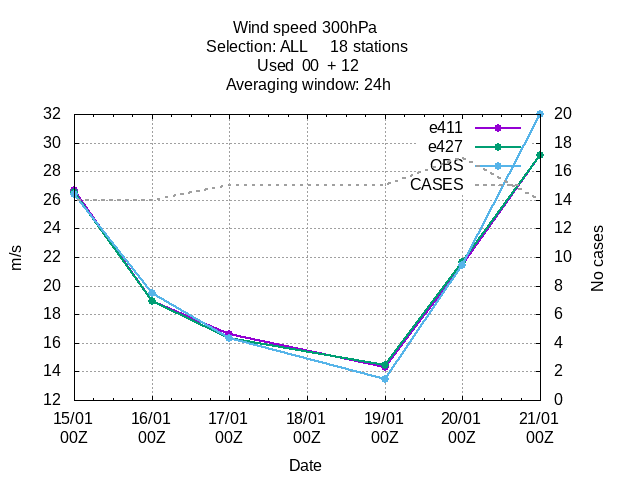 Wind speed 300hPa
Selection: ALL     18 stations
Used  00  + 12
Averaging window: 24h
32
30
28
26
24
22
20
18
16
14
12
20
18
16
14
12
10
8
6
4
2
0
e411
e427
OBS
CASES
m/s
No cases
15/01 16/01 17/01 18/01 19/01 20/01 21/01
00Z 00Z 00Z 00Z 00Z 00Z 00Z
Date